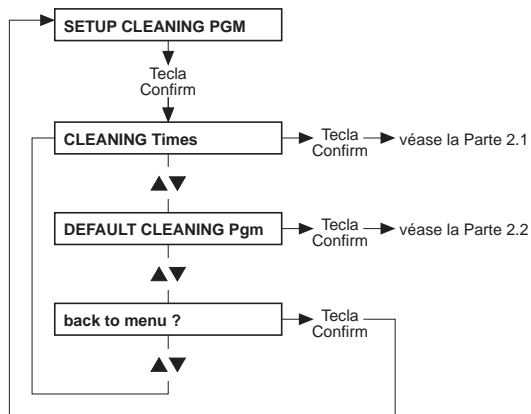 SETUP CLEANING PGM
Tecla
Confirm
CLEANING Times
Tecla
Confirm
véase la Parte 2.1
▲▼
DEFAULT CLEANING Pgm
Tecla
Confirm
véase la Parte 2.2
▲▼
back to menu ?
Tecla
Confirm
▲▼